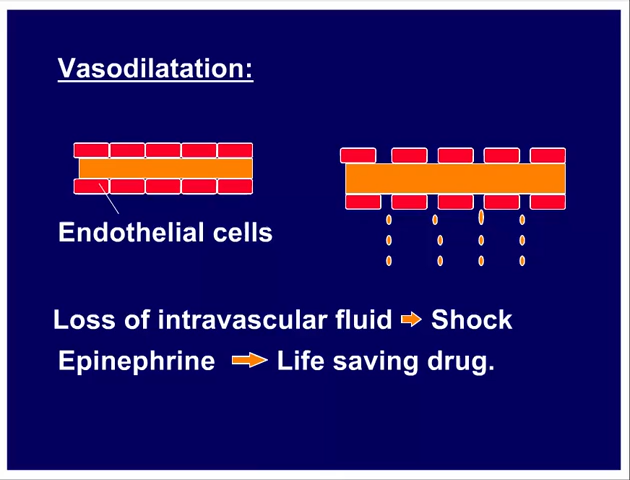 Vasodilatation:
Endothelial cells
Loss of intravascular fluid Shock
Epinephrine Life saving drug.